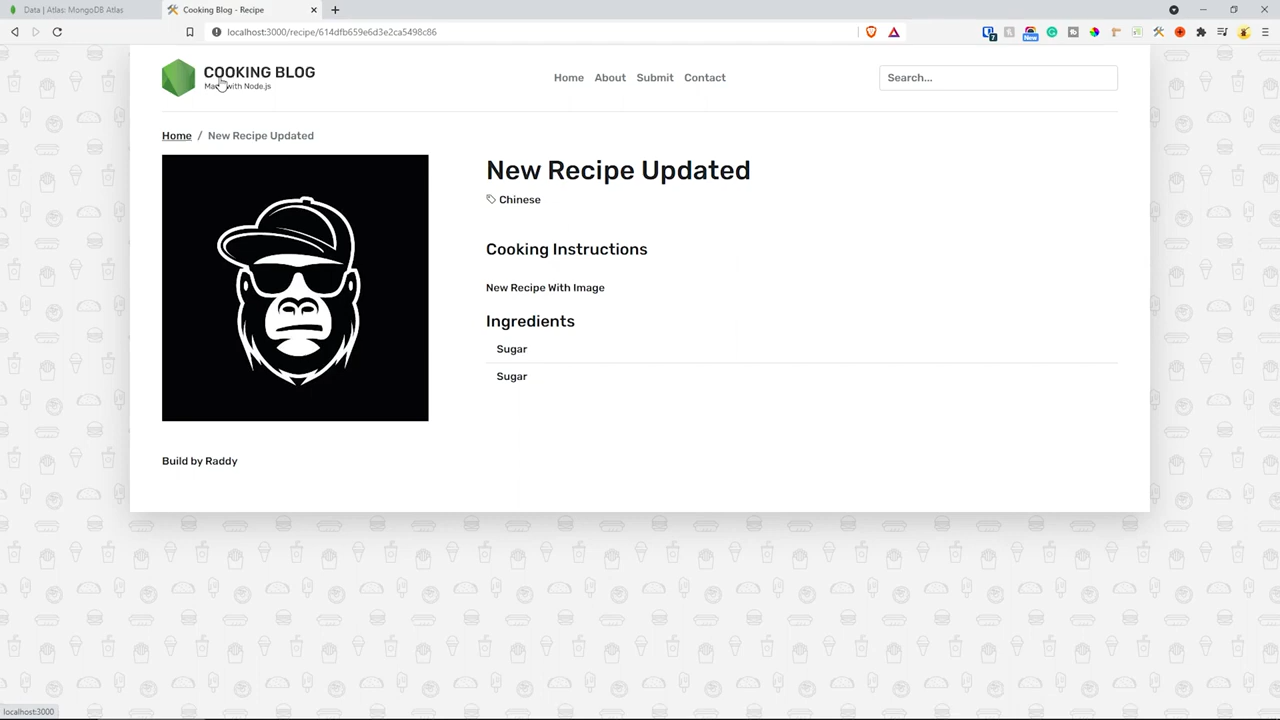 Data | Atlas: MongoDB Atlas
Cooking Blog - Recipe
localhost:3000/recipe/614dfb659e6d3e2ca5498c86
COOKING BLOG
Made with Node.js
Home About Submit Contact
Search...
Home / New Recipe Updated
New Recipe Updated
Chinese
Cooking Instructions
New Recipe With Image
Ingredients
Sugar
Sugar
Build by Raddy
localhost:3000